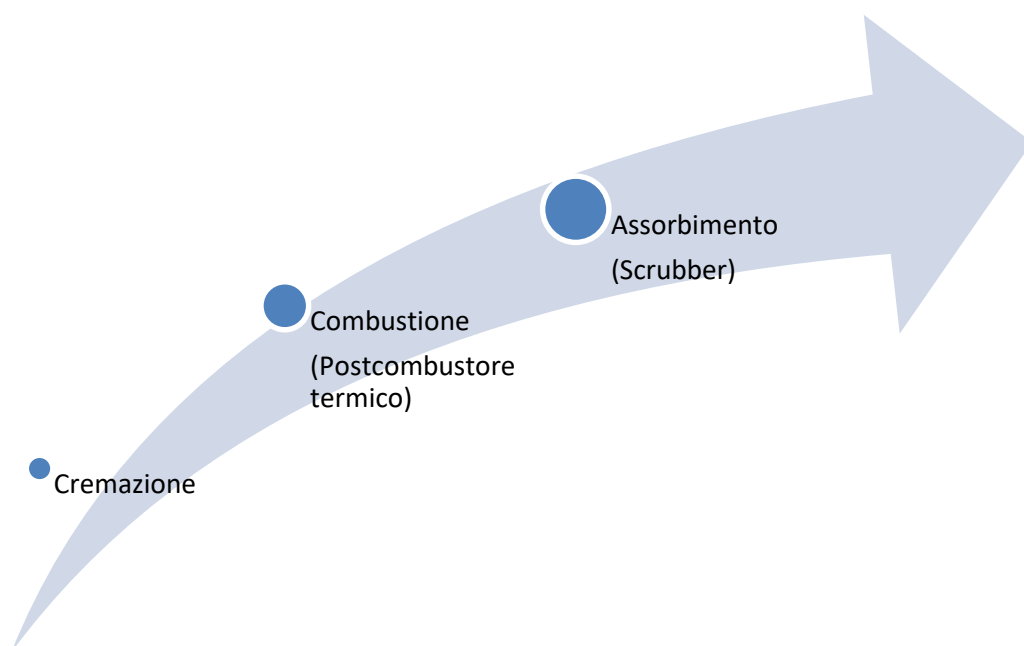 Assorbimento
(Scrubber)
Combustione
(Postcombustore
termico)
Cremazione